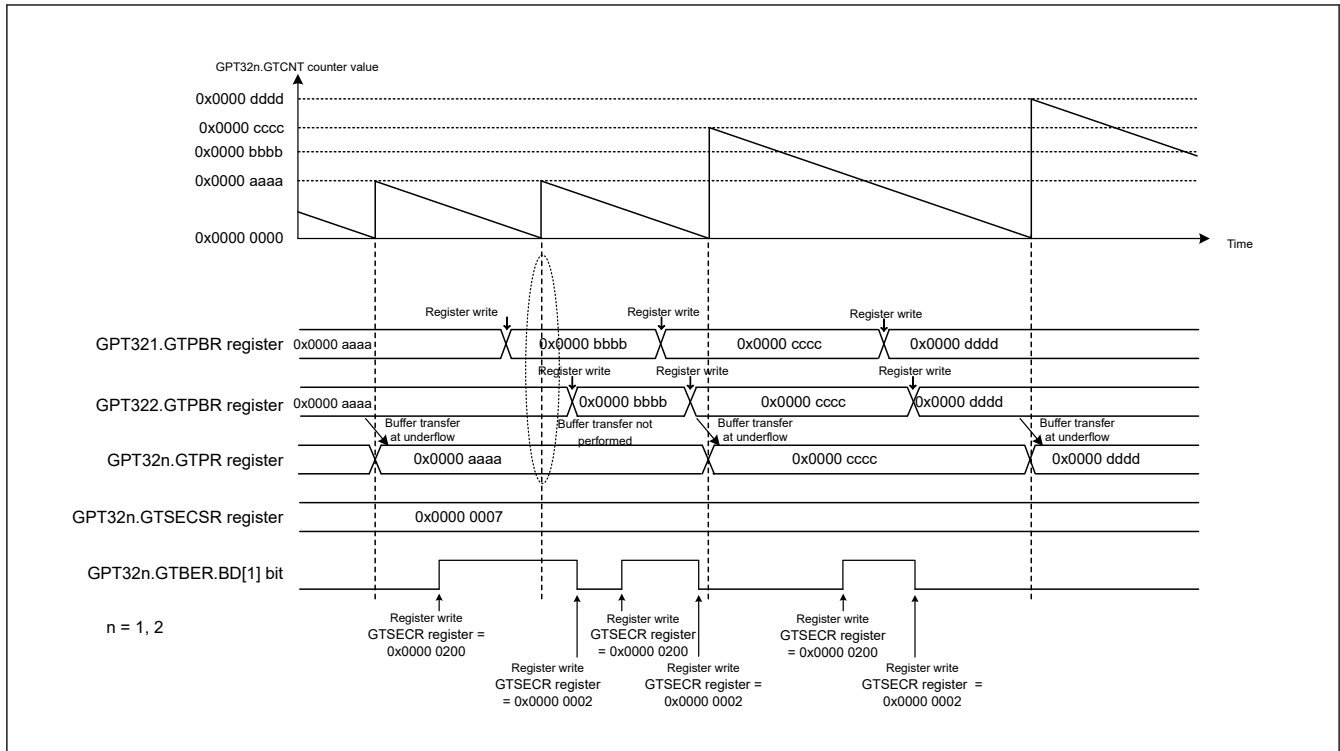 GPT32n.GTCNT counter value
0x0000 dddd
0x0000 cccc
0x0000 bbbb
0x0000 aaaa
0x0000 0000
Time
Register write
Register write
Register write
GPT321.GTPBR register
0x0000 aaaa
0x0000 bbbb
0x0000 cccc
0x0000 dddd
Register write
Register write
Register write
GPT322.GTPBR register
0x0000 aaaa
0x0000 bbbb
0x0000 cccc
0x0000 dddd
Buffer transfer
at underflow
Buffer transfer not
performed
Buffer transfer
at underflow
Buffer transfer
at underflow
GPT32n.GTPR register
0x0000 aaaa
0x0000 cccc
0x0000 dddd
GPT32n.GTSECSR register
0x0000 0007
GPT32n.GTBER.BD[1] bit
n = 1, 2
Register write
GTSECR register =
0x0000 0200
Register write
GTSECR register
= 0x0000 0002
Register write
GTSECR register
= 0x0000 0200
Register write
GTSECR register =
0x0000 0002
Register write
GTSECR register
= 0x0000 0200
Register write
GTSECR register =
0x0000 0002